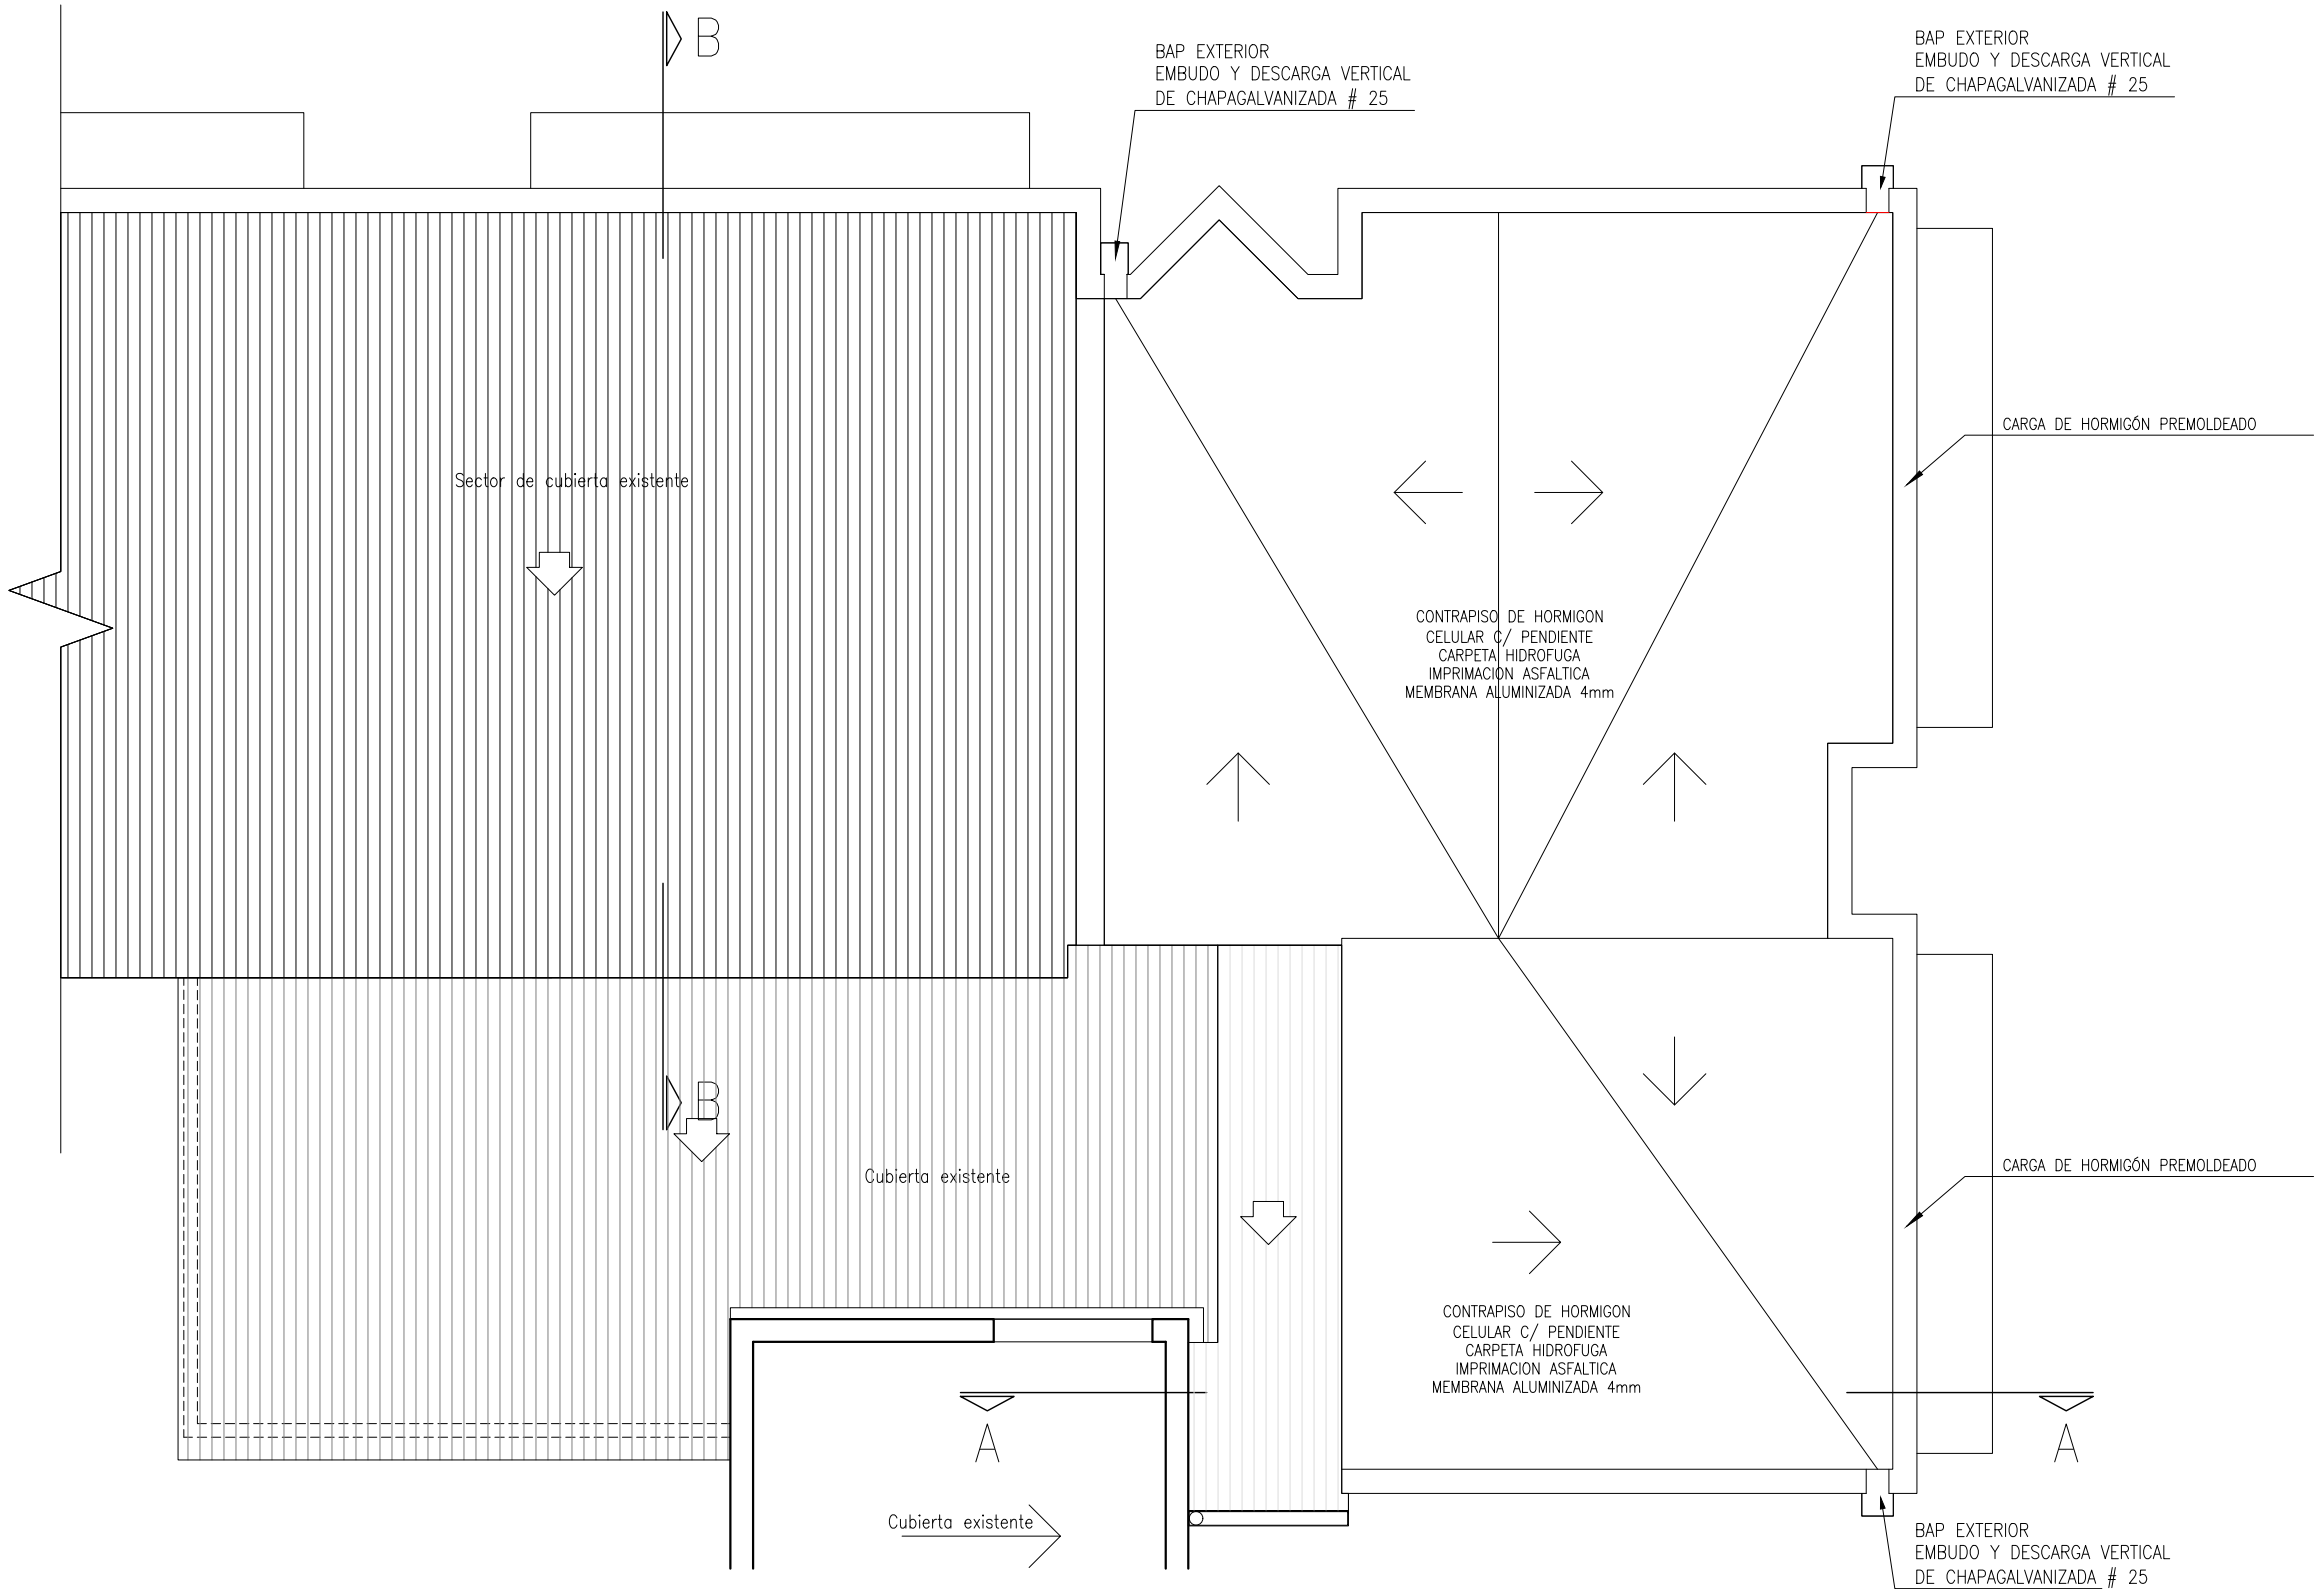 B
BAP EXTERIOR
EMBUDO Y DESCARGA VERTICAL
DE CHAPAGALVANIZADA # 25
BAP EXTERIOR
EMBUDO Y DESCARGA VERTICAL
DE CHAPAGALVANIZADA # 25
CARGA DE HORMIGÓN PREMOLDEADO
Sector de cubierta existente
CONTRAPISO DE HORMIGON
CELULAR C/ PENDIENTE
CARPETA HIDROFUGA
IMPRIMACION ASFALTICA
MEMBRANA ALUMINIZADA 4mm
B
Cubierta existente
CARGA DE HORMIGÓN PREMOLDEADO
CONTRAPISO DE HORMIGON
CELULAR C/ PENDIENTE
CARPETA HIDROFUGA
IMPRIMACION ASFALTICA
MEMBRANA ALUMINIZADA 4mm
A
A
Cubierta existente
BAP EXTERIOR
EMBUDO Y DESCARGA VERTICAL
DE CHAPAGALVANIZADA # 25